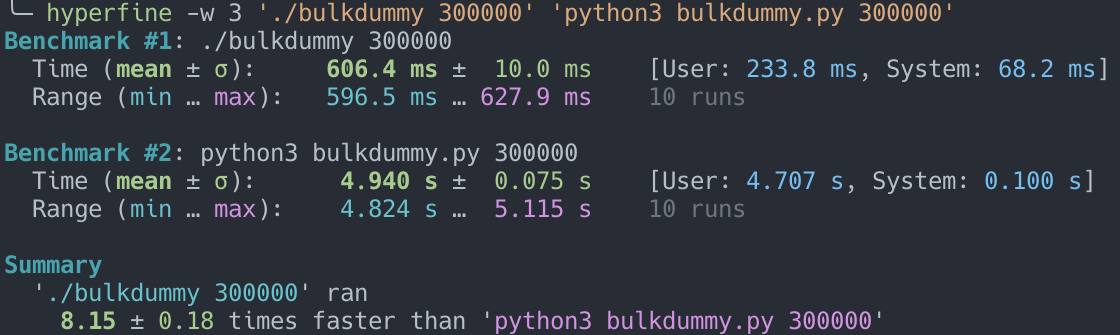 ╰─ hyperfine -w 3 './bulkdummy 300000' 'python3 bulkdummy.py 300000'
Benchmark #1: ./bulkdummy 300000
  Time (mean ± σ):     606.4 ms ±  10.0 ms    [User: 233.8 ms, System: 68.2 ms]
  Range (min … max):   596.5 ms … 627.9 ms    10 runs

Benchmark #2: python3 bulkdummy.py 300000
  Time (mean ± σ):      4.940 s ±  0.075 s    [User: 4.707 s, System: 0.100 s]
  Range (min … max):    4.824 s …  5.115 s    10 runs

Summary
  './bulkdummy 300000' ran
    8.15 ± 0.18 times faster than 'python3 bulkdummy.py 300000'